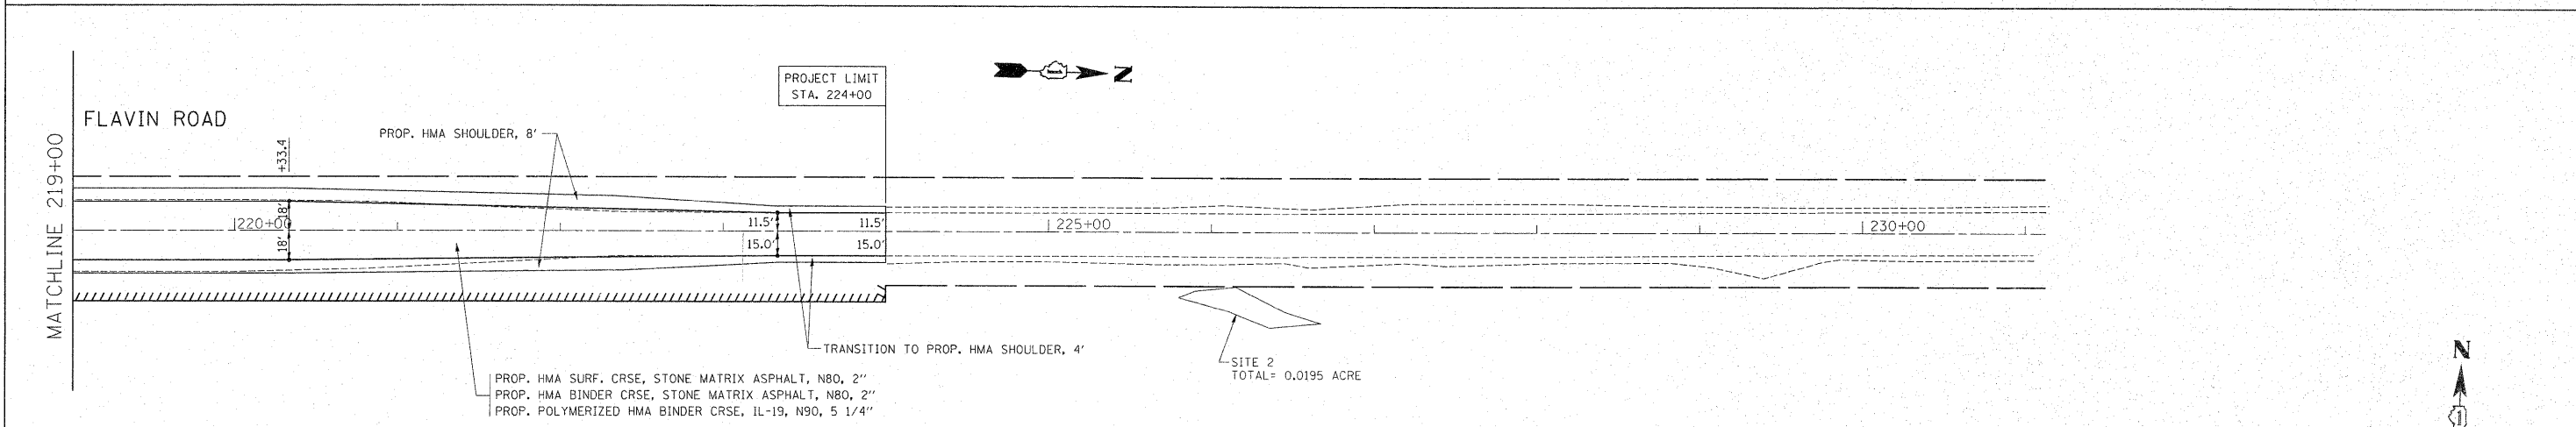 PROJECT LIMIT
STA. 224+00
N
FLAVIN ROAD
PROP. HMA SHOULDER, 8'
+33.4
MATCHLINE 219+00
18'
220+00
11.5'
11.5'
225+00
230+00
18'
15.0'
15.0'
TRANSITION TO PROP. HMA SHOULDER, 4'
SITE 2
TOTAL= 0.0195 ACRE
PROP. HMA SURF. CRSE, STONE MATRIX ASPHALT, N80, 2"
PROP. HMA BINDER CRSE, STONE MATRIX ASPHALT, N80, 2"
PROP. POLYMERIZED HMA BINDER CRSE, IL-19, N90, 5 1/4"
N